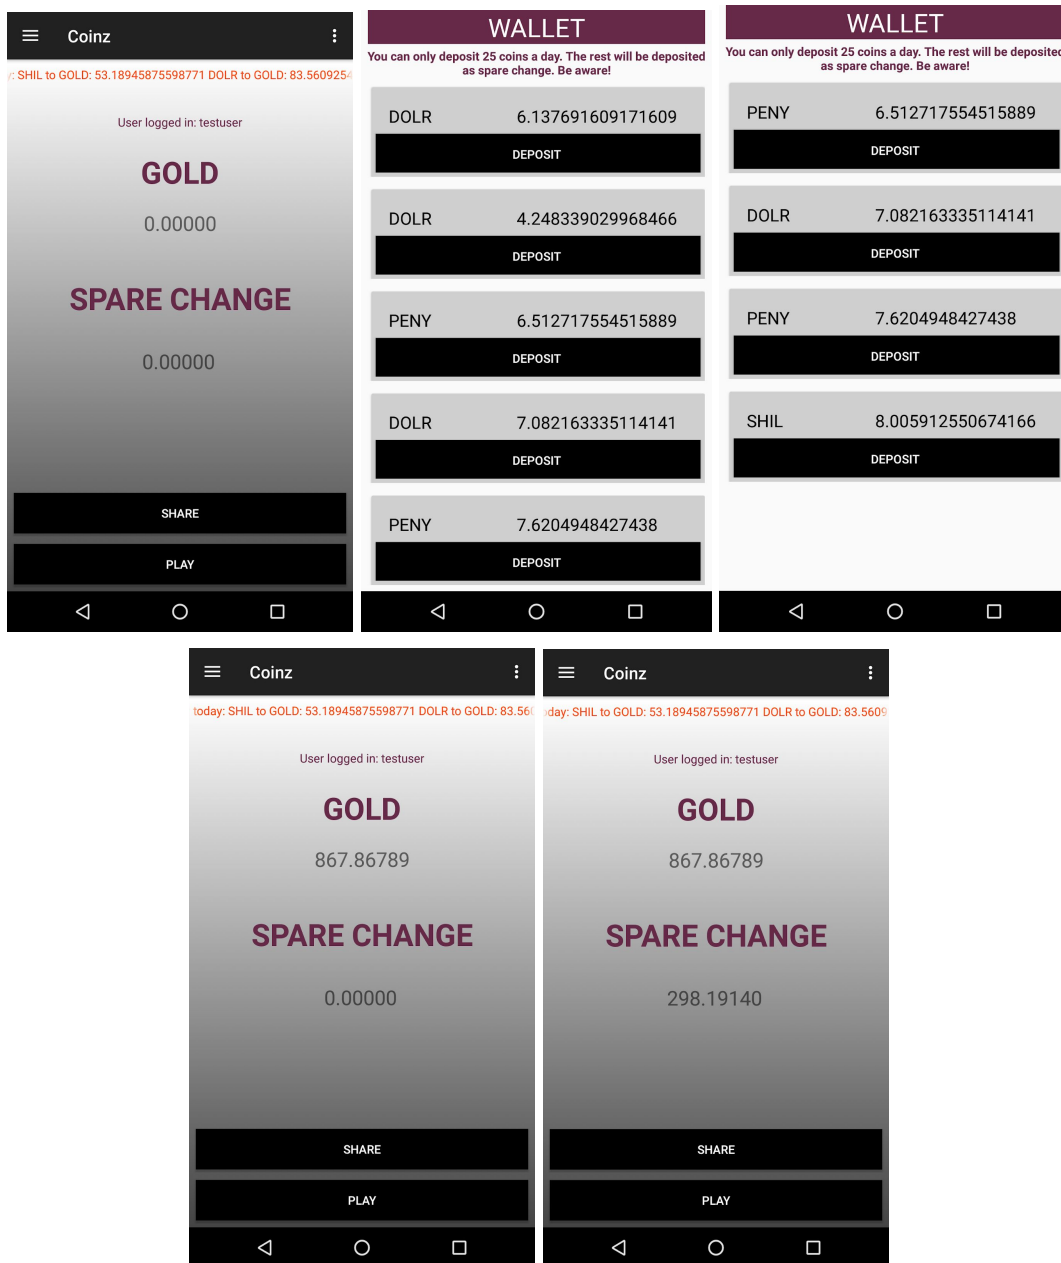 Coinz
: SHIL to GOLD: 53.18945875598771 DOLR to GOLD: 83.5609254
User logged in: testuser
GOLD
0.00000
SPARE CHANGE
0.00000
SHARE
PLAY
WALLET
You can only deposit 25 coins a day. The rest will be deposited
as spare change. Be aware!
DOLR 6.137691609171609
DEPOSIT
DOLR 4.248339029968466
DEPOSIT
PENY 6.512717554515889
DEPOSIT
DOLR 7.082163335114141
DEPOSIT
PENY 7.6204948427438
DEPOSIT
WALLET
You can only deposit 25 coins a day. The rest will be deposited
as spare change. Be aware!
PENY 6.512717554515889
DEPOSIT
DOLR 7.082163335114141
DEPOSIT
PENY 7.6204948427438
DEPOSIT
SHIL 8.005912550674166
DEPOSIT
Coinz
today: SHIL to GOLD: 53.18945875598771 DOLR to GOLD: 83.560
User logged in: testuser
GOLD
867.86789
SPARE CHANGE
0.00000
SHARE
PLAY
Coinz
day: SHIL to GOLD: 53.18945875598771 DOLR to GOLD: 83.5609
User logged in: testuser
GOLD
867.86789
SPARE CHANGE
298.19140
SHARE
PLAY